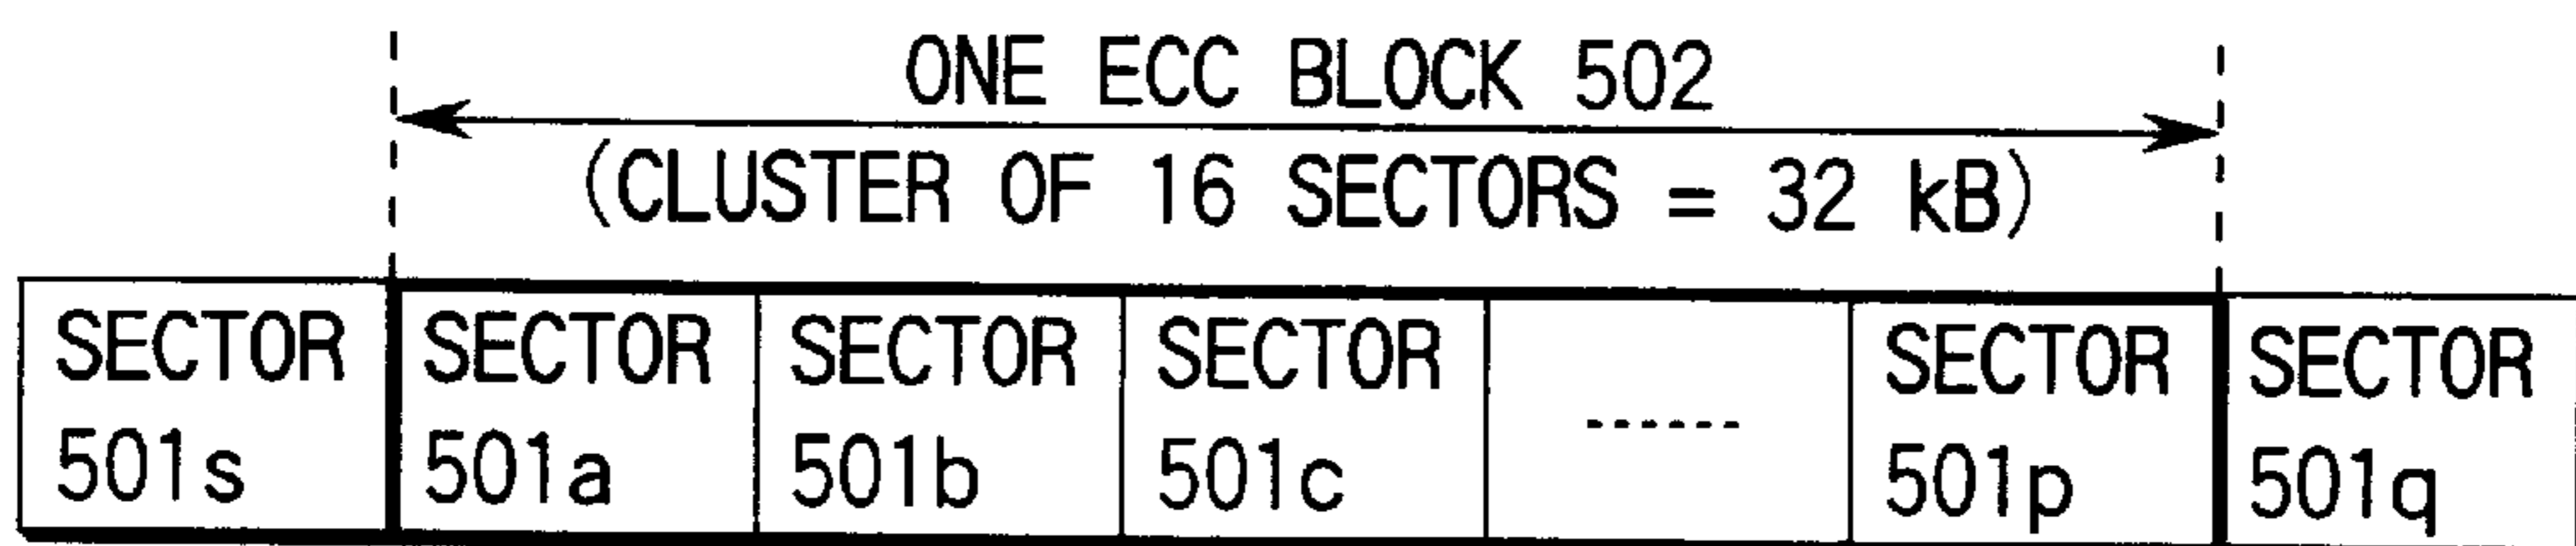 ONE ECC BLOCK 502
(CLUSTER OF 16 SECTORS = 32 kB)
SECTOR 501s
SECTOR 501a
SECTOR 501b
SECTOR 501c
------
SECTOR 501p
SECTOR 501q